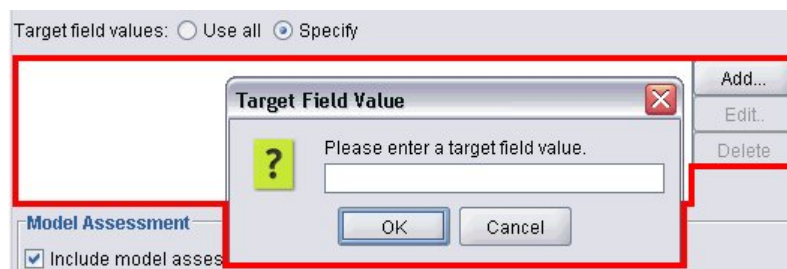 Target field values: Use all Specify
Add...
Target Field Value
Edit..
Please enter a target field value.
Delete
?
OK Cancel
Model Assessment
Include model asses